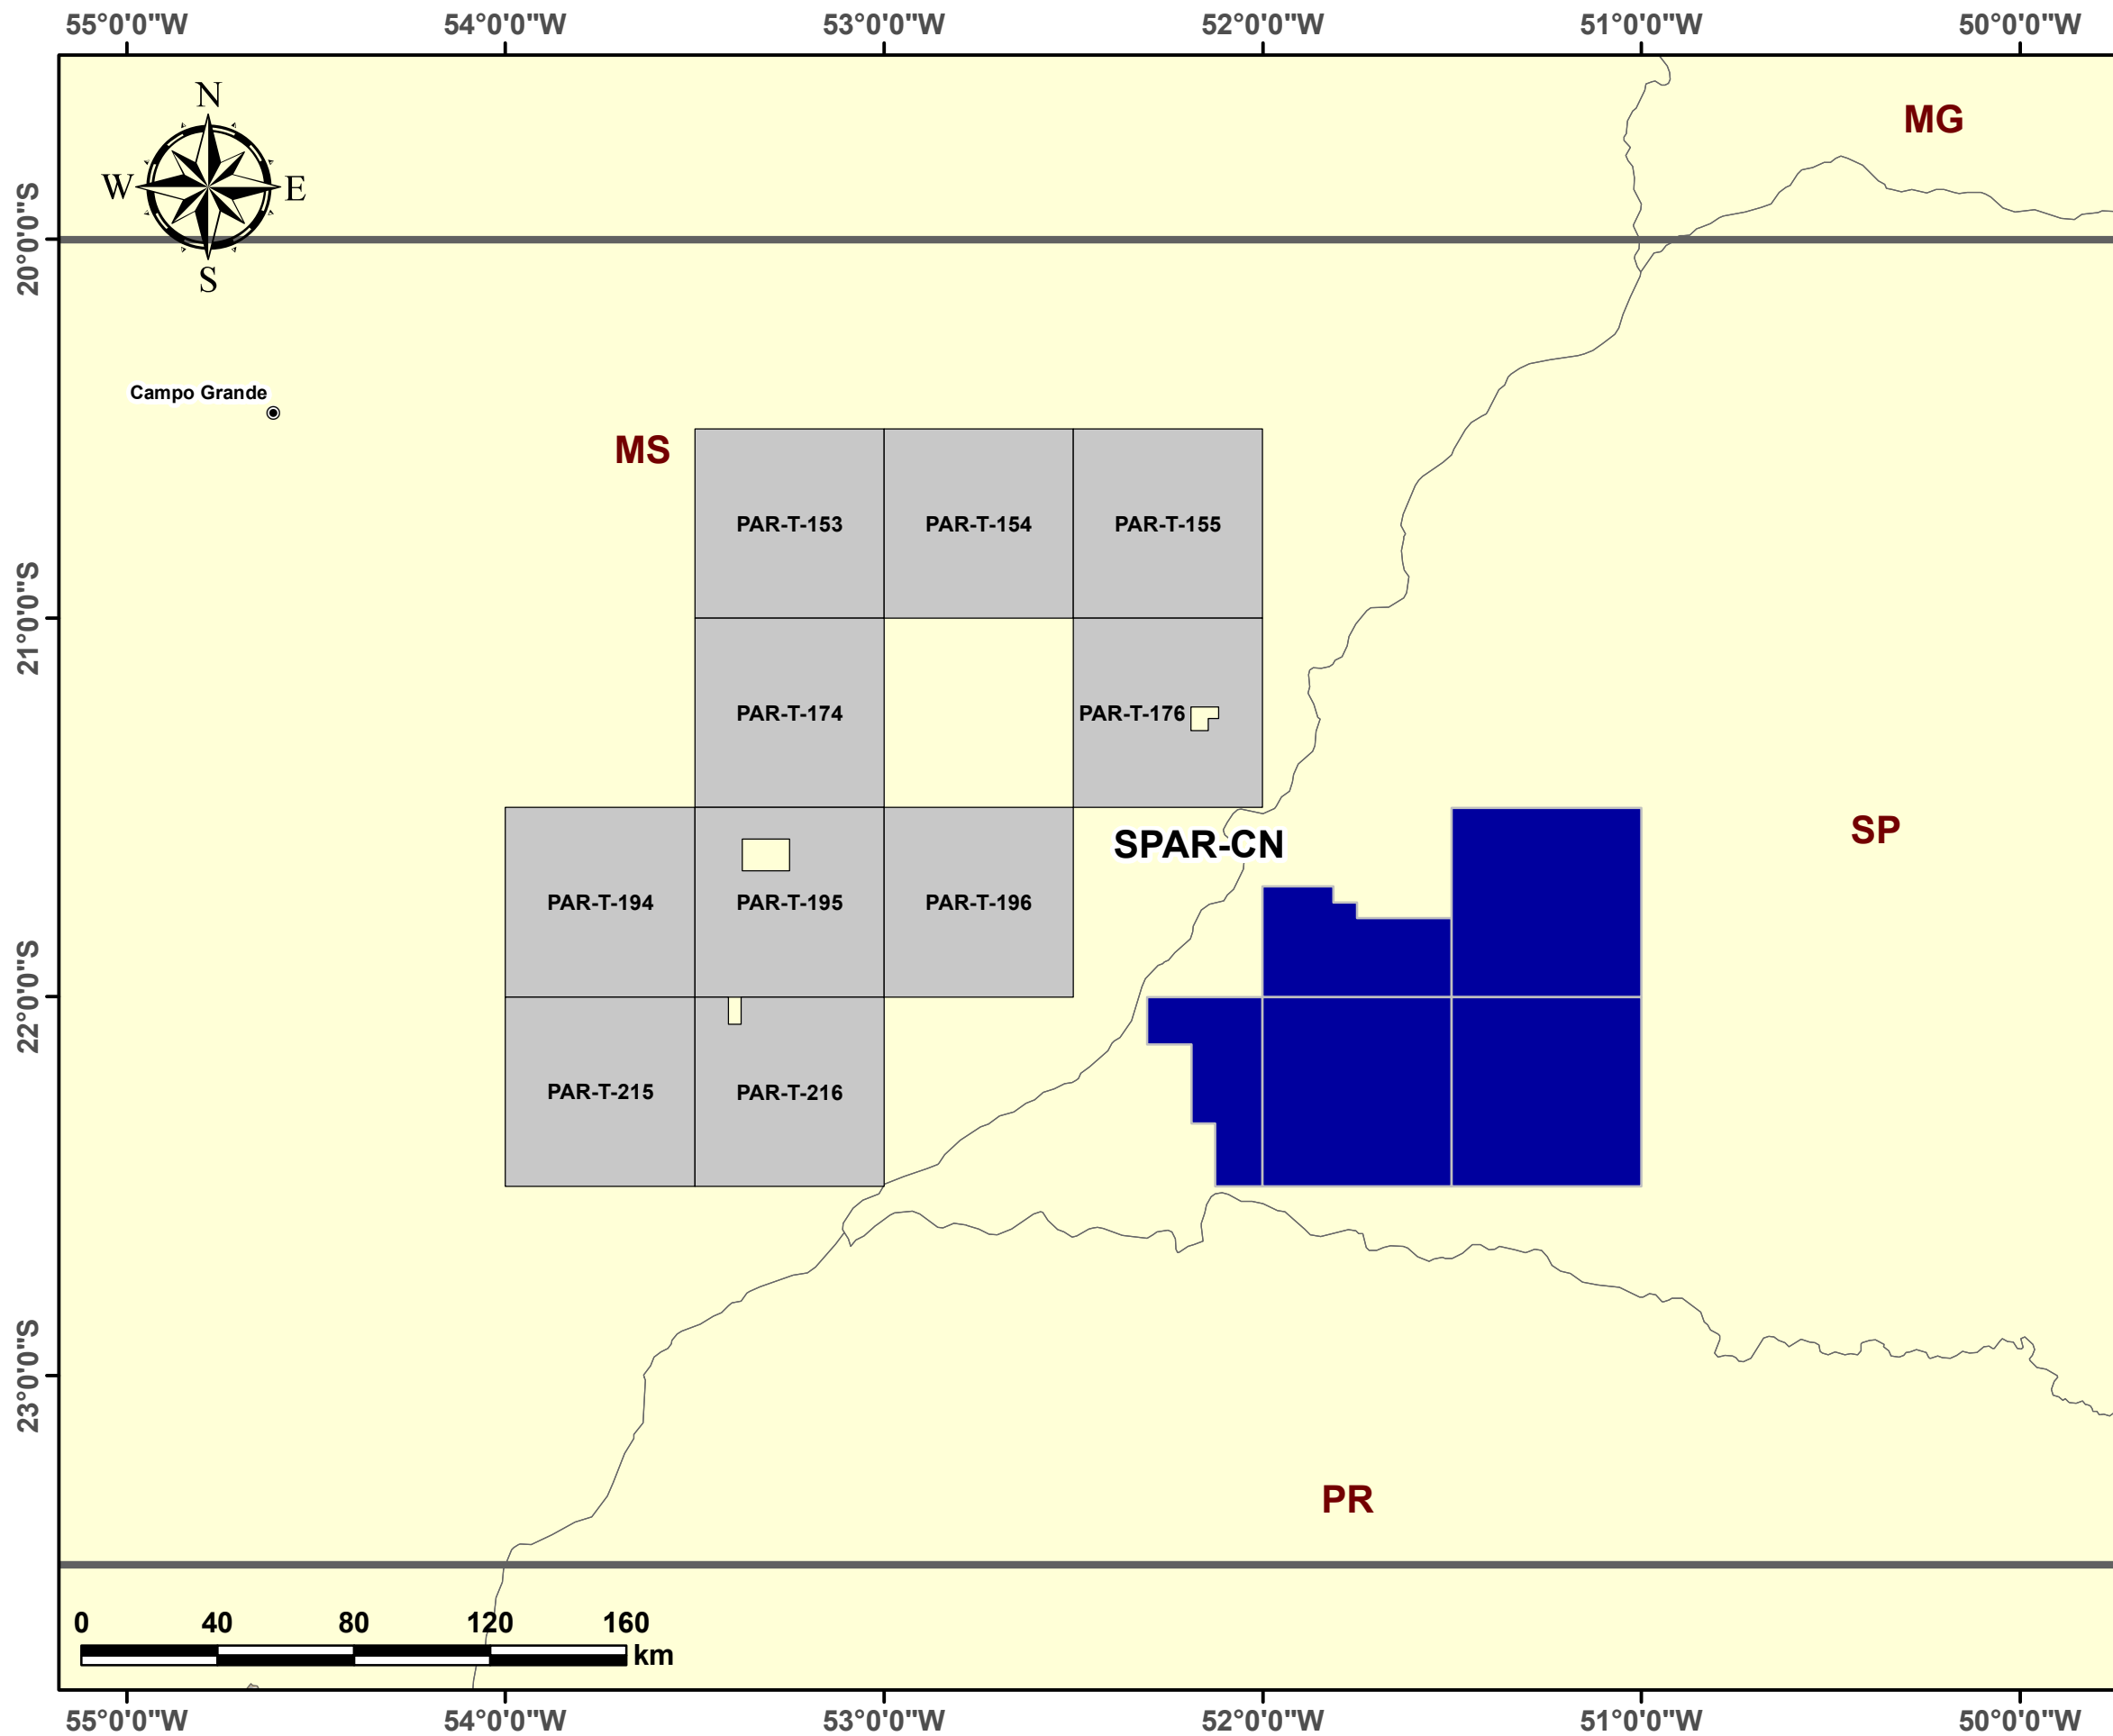 55°0'0"W 54°0'0"W 53°0'0"W 52°0'0"W 51°0'0"W 50°0'0"W
N
W E
S
MG
20°0'0"S
Campo Grande
MS
PAR-T-153 PAR-T-154 PAR-T-155
21°0'0"S
PAR-T-174 PAR-T-176
SPAR-CN
SP
PAR-T-194 PAR-T-195 PAR-T-196
22°0'0"S
PAR-T-215 PAR-T-216
23°0'0"S
PR
0 40 80 120 160
km
55°0'0"W 54°0'0"W 53°0'0"W 52°0'0"W 51°0'0"W 50°0'0"W